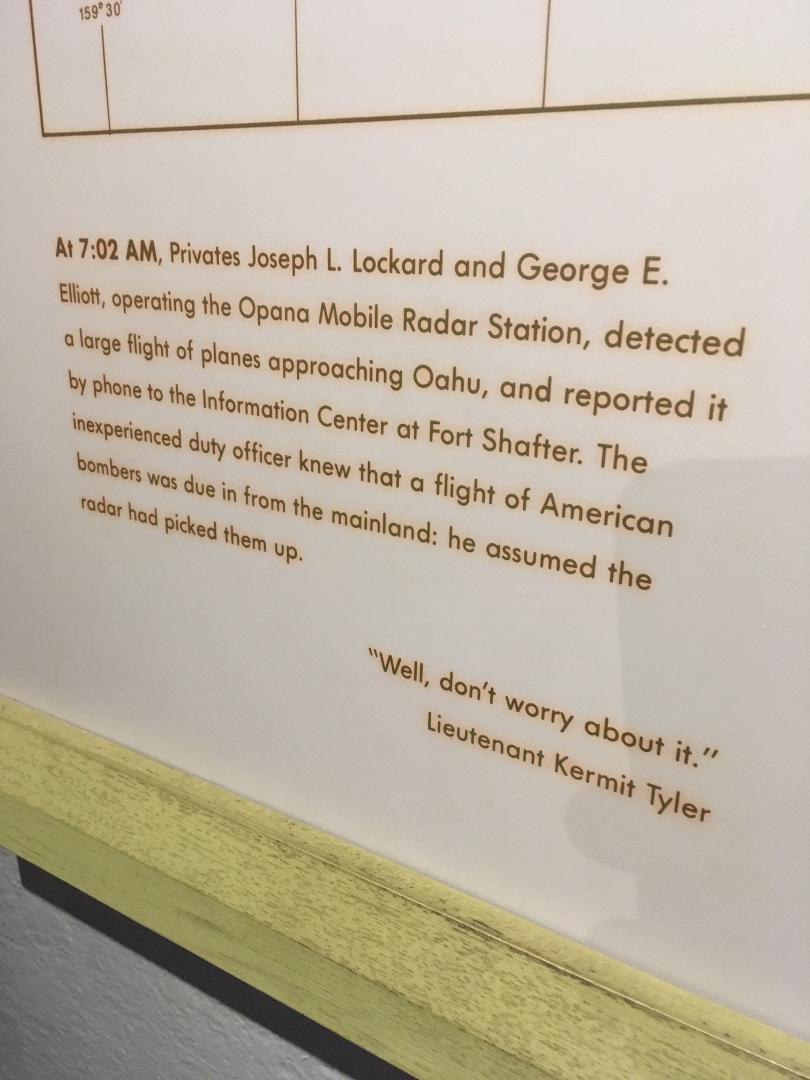 159°30'
At 7:02 AM, Privates Joseph L. Lockard and George E.
Elliott, operating the Opana Mobile Radar Station, detected
a large flight of planes approaching Oahu, and reported it
by phone to the Information Center at Fort Shafter. The
inexperienced duty officer knew that a flight of American
bombers was due in from the mainland: he assumed the
radar had picked them up.
"Well, don't worry about it."
Lieutenant Kermit Tyler